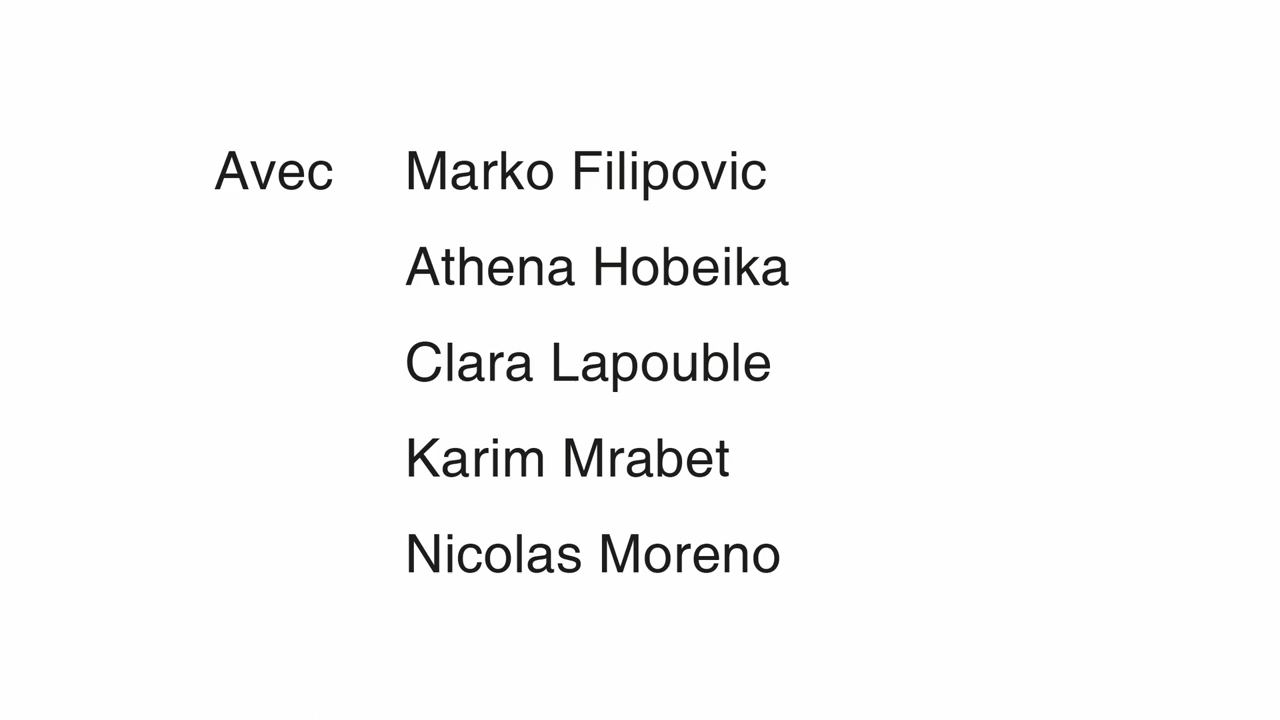 Avec Marko Filipovic
Athena Hobeika
Clara Lapouble
Karim Mrabet
Nicolas Moreno